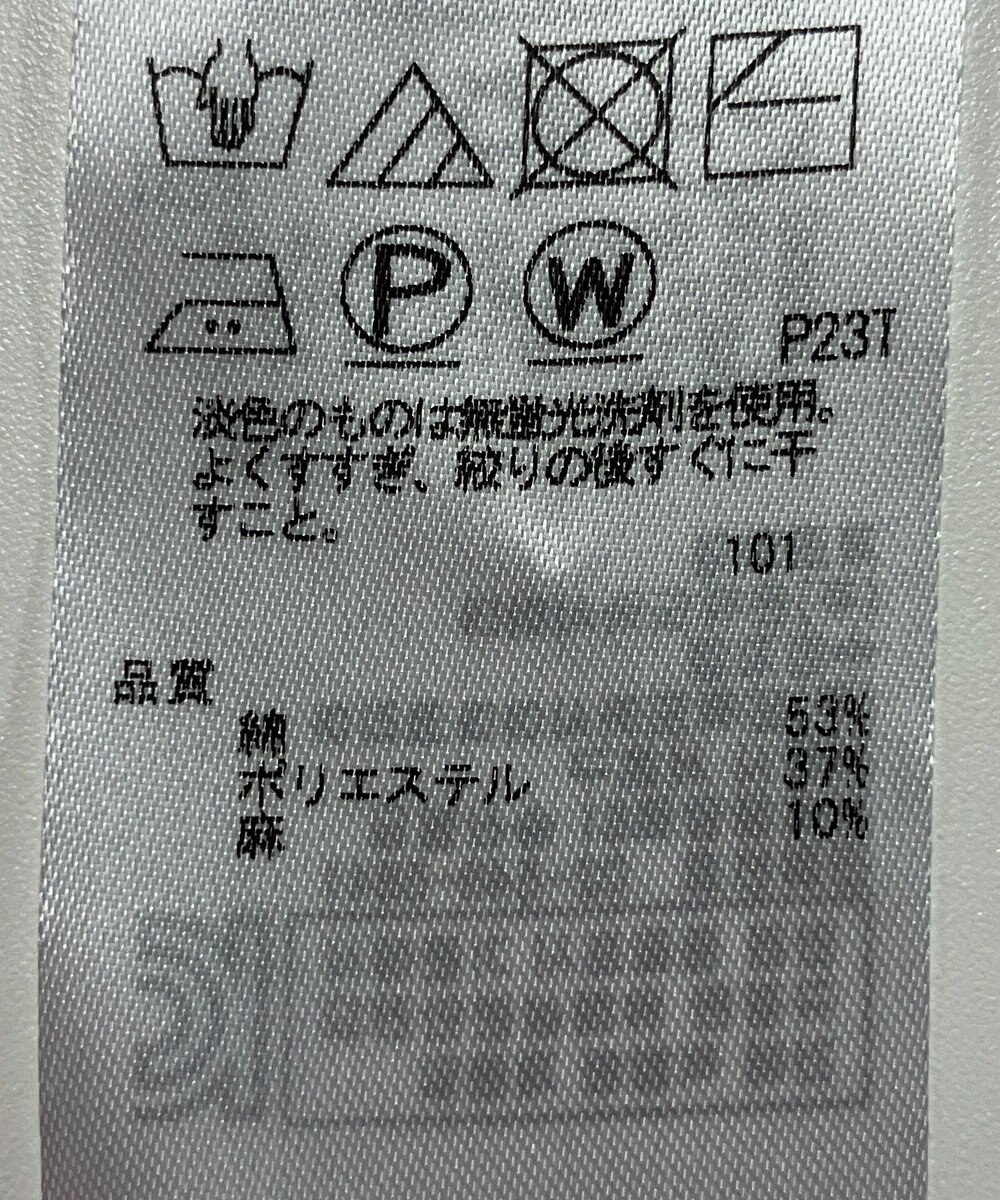 P
W
P23T
淡色のものは無蛍光洗剤を使用。
よくすすぎ、絞りの後すぐに干
すこと。
101
品質
綿 53%
ポリエステル 37%
麻 10%